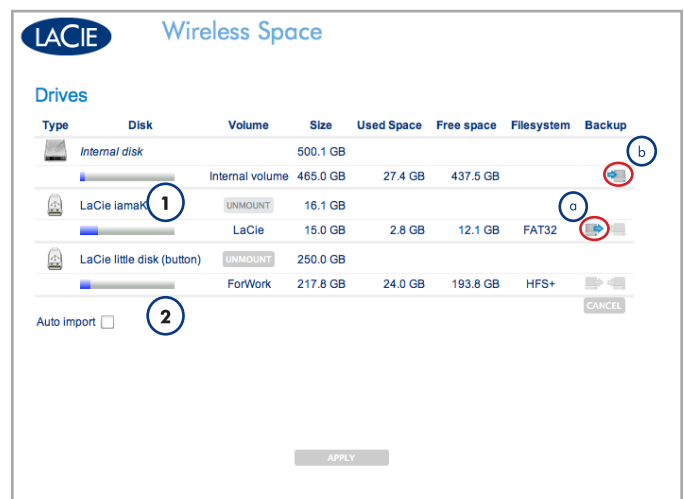 LACIE Wireless Space
Drives
Type Disk Volume Size Used Space Free space Filesystem Backup
Internal disk 500.1 GB b
Internal volume 465.0 GB 27.4 GB 437.5 GB
LaCie iamaK 1 UNMOUNT 16.1 GB a
LaCie 15.0 GB 2.8 GB 12.1 GB FAT32
LaCie little disk (button) UNMOUNT 250.0 GB
ForWork 217.8 GB 24.0 GB 193.8 GB HFS+
CANCEL
Auto import 2
APPLY